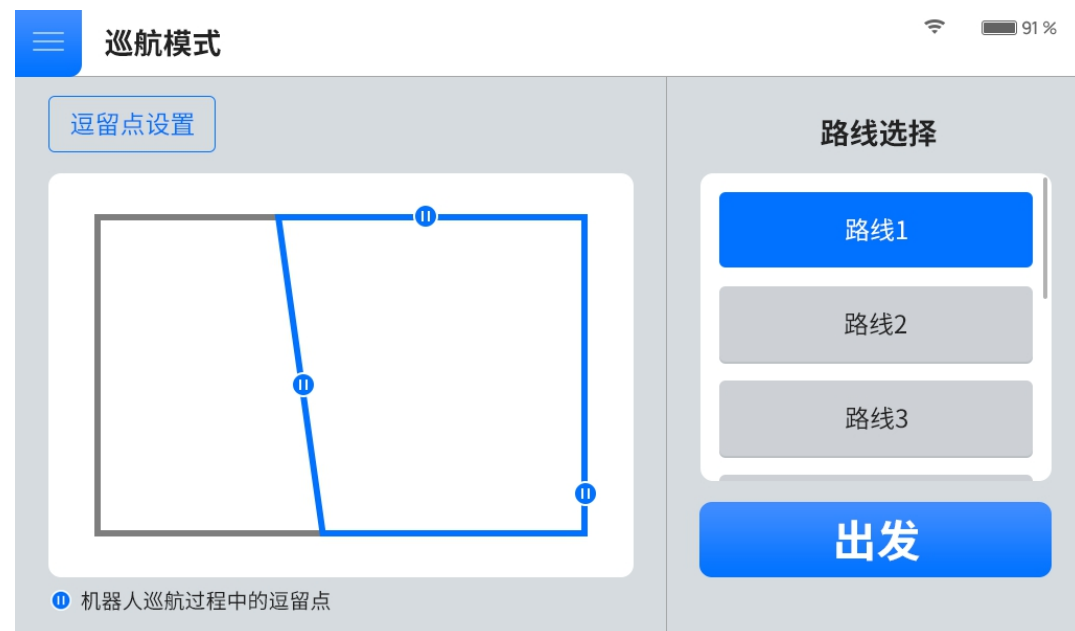 巡航模式
91 %
逗留点设置
路线选择
路线1
路线2
路线3
出发
机器人巡航过程中的逗留点